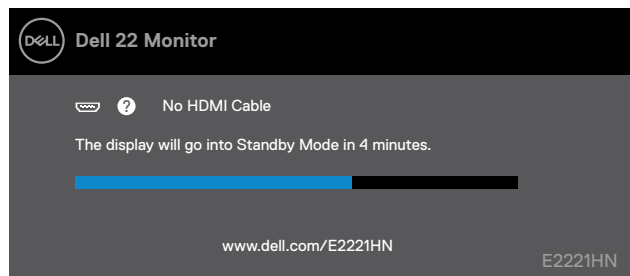 DELL Dell 22 Monitor
? No HDMI Cable
The display will go into Standby Mode in 4 minutes.
www.dell.com/E2221HN
E2221HN